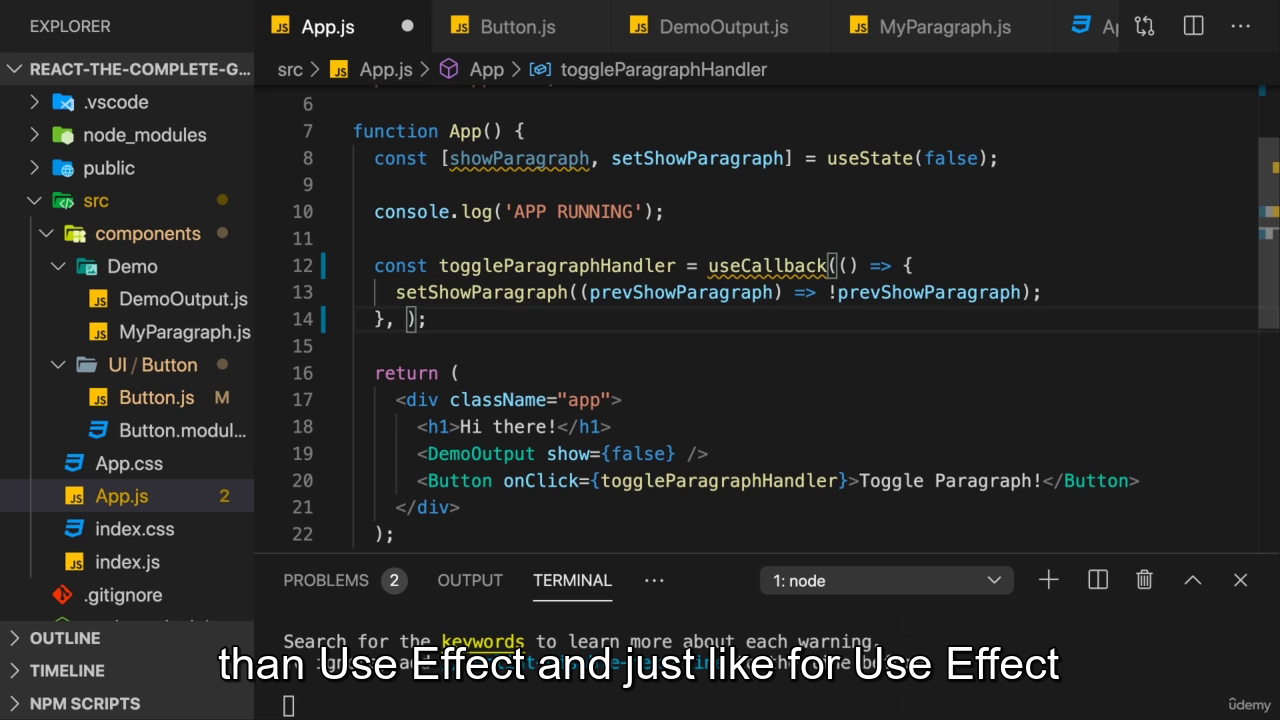 EXPLORER
App.js
Button.js
DemoOutput.js
MyParagraph.js
REACT-THE-COMPLETE-G...
src > App.js > App > toggleParagraphHandler
.vscode
node_modules
public
src
components
Demo
DemoOutput.js
MyParagraph.js
UI / Button
Button.js M
Button.modul...
App.css
App.js 2
index.css
index.js
.gitignore
OUTLINE
TIMELINE
NPM SCRIPTS
6
7 function App() {
8 const [showParagraph, setShowParagraph] = useState(false);
9
10 console.log('APP RUNNING');
11
12 const toggleParagraphHandler = useCallback(() => {
13 setShowParagraph((prevShowParagraph) => !prevShowParagraph);
14 }, );
15
16 return (
17 <div className="app">
18 <h1>Hi there!</h1>
19 <DemoOutput show={false} />
20 <Button onClick={toggleParagraphHandler}>Toggle Paragraph!</Button>
21 </div>
22 );
PROBLEMS 2 OUTPUT TERMINAL ... 1: node
Search for the keywords to learn more about each warning.
than Use Effect and just like for Use Effect
ûdemy